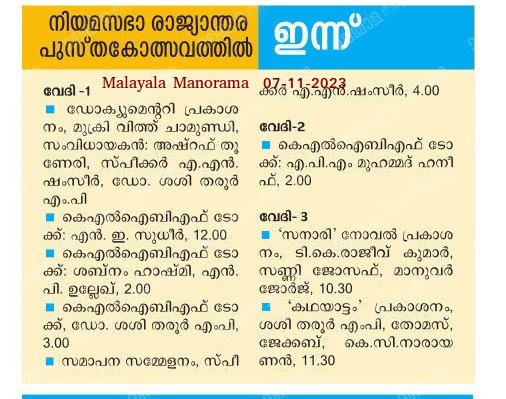 നിയമസഭാ രാജ്യാന്തര
പുസ്തകോത്സവത്തിൽ
ഇന്ന്
Malayala Manorama 07-11-2023
വേദി -1
ഡോക്യുമെന്ററി പ്രകാശ
നം, മുക്രി വിത്ത് ചാമുണ്ഡി,
സംവിധായകൻ: അഷ്റഫ് തൂ
ണേരി, സ്പീക്കർ എ.എൻ.
ഷംസീർ, ഡോ. ശശി തരൂർ
എം.പി
കെഎൽഐബിഎഫ് ടോ
ക്ക്: എൻ. ഇ. സുധീർ, 12.00
കെഎൽഐബിഎഫ് ടോ
ക്ക്: ശബ്നം ഹാഷ്മി, എൻ.
പി. ഉല്ലേഖ്, 2.00
കെഎൽഐബിഎഫ് ടോ
ക്ക്, ഡോ. ശശി തരൂർ എംപി,
3.00
സമാപന സമ്മേളനം, സ്പീ
ക്കർ എ.എൻ.ഷംസീർ, 4.00
വേദി-2
കെഎൽഐബിഎഫ് ടോ
ക്ക്: എ.പി.എം മുഹമ്മദ് ഹനീ
ഫ്, 2.00
വേദി- 3
‘സനാരി’ നോവൽ പ്രകാശ
നം, ടി.കെ.രാജീവ് കുമാർ,
സണ്ണി ജോസഫ്, മാനുവർ
ജോർജ്, 10.30
‘കഥയാട്ടം’ പ്രകാശനം,
ശശി തരൂർ എംപി, തോമസ്,
ജേക്കബ്, കെ.സി.നാരായ
ണൻ, 11.30